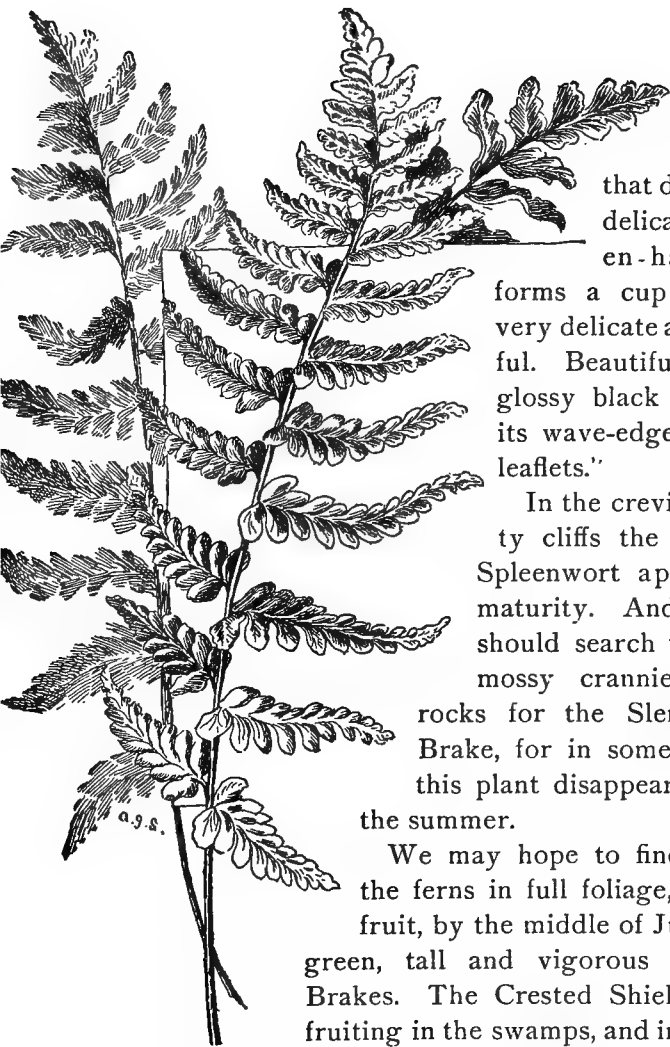 that d
delica
en-ha
forms a cup
very delicate a
ful. Beautifu
glossy black
its wave-edge
leaflets."
In the crevi
ty cliffs the
Spleenwort ap
maturity. And
should search
mossy crannie
rocks for the Sle
Brake, for in some
this plant disappear
a.g.s.
the summer.
We may hope to find
the ferns in full foliage,
fruit, by the middle of Ju
green, tall and vigorous
Brakes. The Crested Shiel
fruiting in the swamps, and in